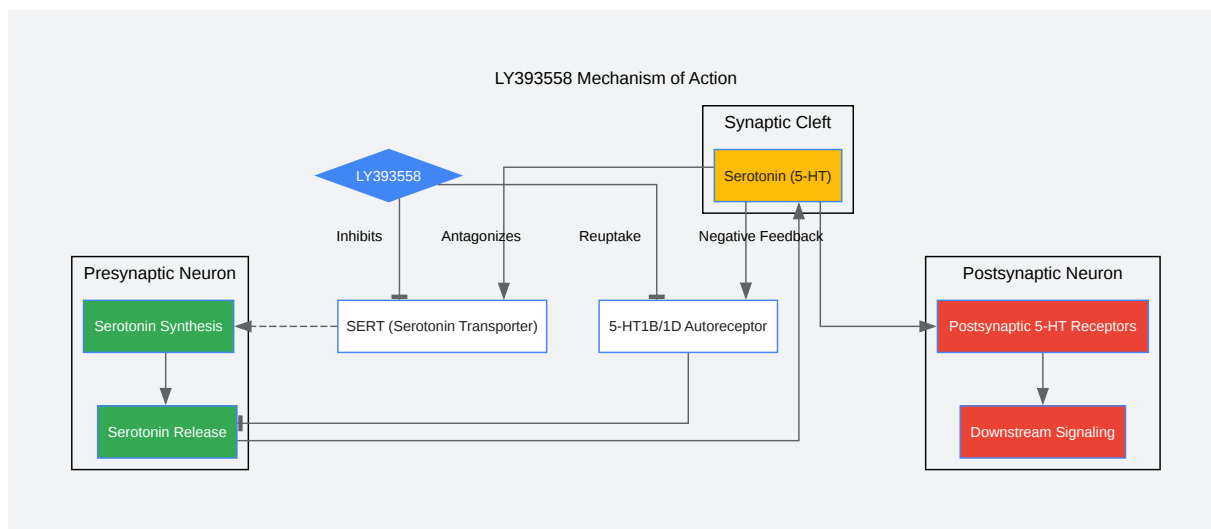 LY393558 Mechanism of Action
Synaptic Cleft
Serotonin (5-HT)
LY393558
Inhibits
Antagonizes
Reuptake
Negative Feedback
Presynaptic Neuron
Postsynaptic Neuron
Serotonin Synthesis
SERT (Serotonin Transporter)
5-HT1B/1D Autoreceptor
Postsynaptic 5-HT Receptors
Serotonin Release
Downstream Signaling